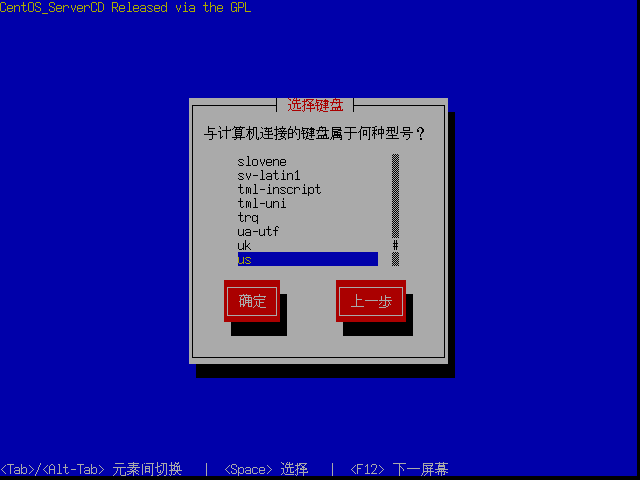 CentOS_ServerCD Released via the GPL
选择键盘
与计算机连接的键盘属于何种型号？
slovene
sv-latin1
tml-inscript
tml-uni
trq
ua-utf
uk
us
确定 上一步
<Tab>/<Alt-Tab> 元素间切换 | <Space> 选择 | <F12> 下一屏幕